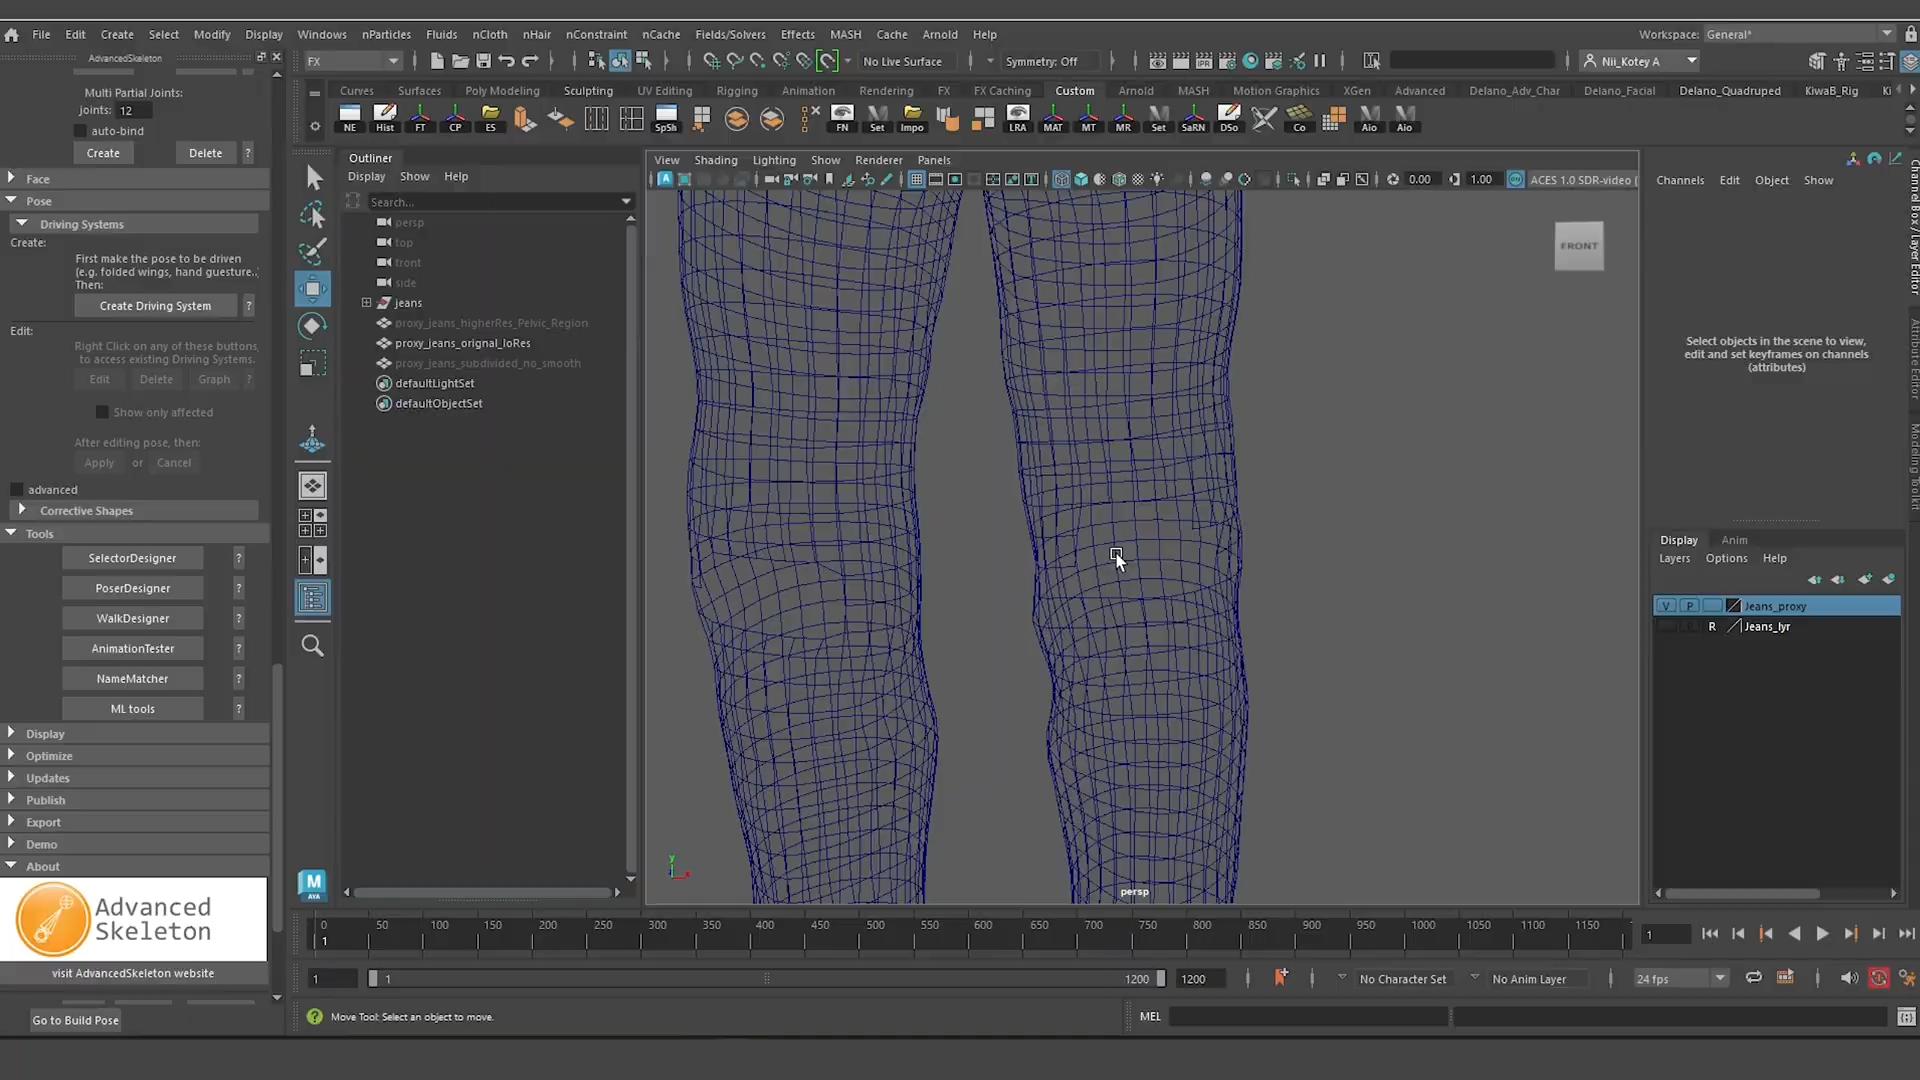 File Edit Create Select Modify Display Windows nParticles Fluids nCloth nHair nConstraint nCache Fields/Solvers Effects MASH Cache Arnold Help
Workspace: General*
AdvancedSkeleton
FX
No Live Surface
Symmetry: Off
Nii_Kotey A
Curves Surfaces Poly Modeling Sculpting UV Editing Rigging Animation Rendering FX FX Caching Custom Arnold MASH Motion Graphics XGen Advanced Delano_Adv_Char Delano_Facial Delano_Quadruped KiwaB_Rig Ki
NE Hist FT CP ES SpSh FN Set Impo LRA MAT MT MR Set SaRN DSo Co Aio Aio
Multi Partial Joints:
joints: 12
auto-bind
Create Delete ?
Face
Pose
Driving Systems
Create:
First make the pose to be driven
(e.g. folded wings, hand guesture..
Then:
Create Driving System ?
Edit:
Right Click on any of these buttons,
to access existing Driving Systems.
Edit Delete Graph ?
Show only affected
After editing pose, then:
Apply or Cancel
advanced
Corrective Shapes
Tools
SelectorDesigner ?
PoserDesigner ?
WalkDesigner ?
AnimationTester ?
NameMatcher ?
ML tools ?
Display
Optimize
Updates
Publish
Export
Demo
About
Advanced
Skeleton
visit AdvancedSkeleton website
Go to Build Pose
M
AYA
Outliner
Display Show Help
Search...
persp
top
front
side
jeans
proxy_jeans_higherRes_Pelvic_Region
proxy_jeans_orignal_loRes
proxy_jeans_subdivided_no_smooth
defaultLightSet
defaultObjectSet
View Shading Lighting Show Renderer Panels
0.00 1.00 ACES 1.0 SDR-video (
FRONT
y
x
persp
Channels Edit Object Show
Select objects in the scene to view,
edit and set keyframes on channels
(attributes)
Channel Box / Layer Editor
Attribute Editor
Modeling Toolkit
Display Anim
Layers Options Help
V P Jeans_proxy
R Jeans_lyr
0 50 100 150 200 250 300 350 400 450 500 550 600 650 700 750 800 850 900 950 1000 1050 1100 1150
1
1
1 1 1200 1200
No Character Set
No Anim Layer
24 fps
Move Tool: Select an object to move.
MEL